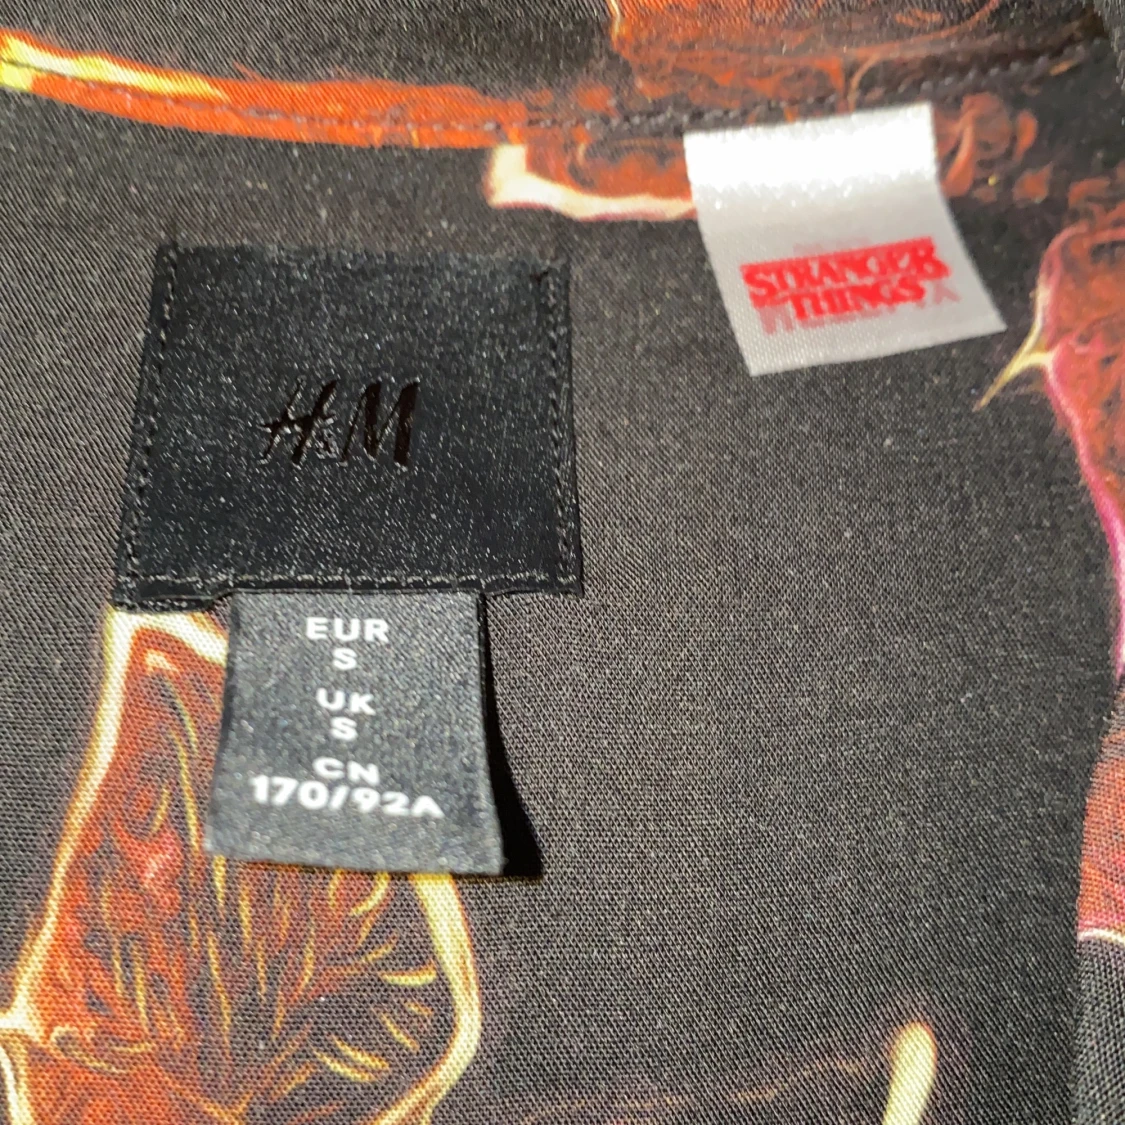 STRANGER
THINGS
H&M
EUR
S
UK
S
CN
170/92A